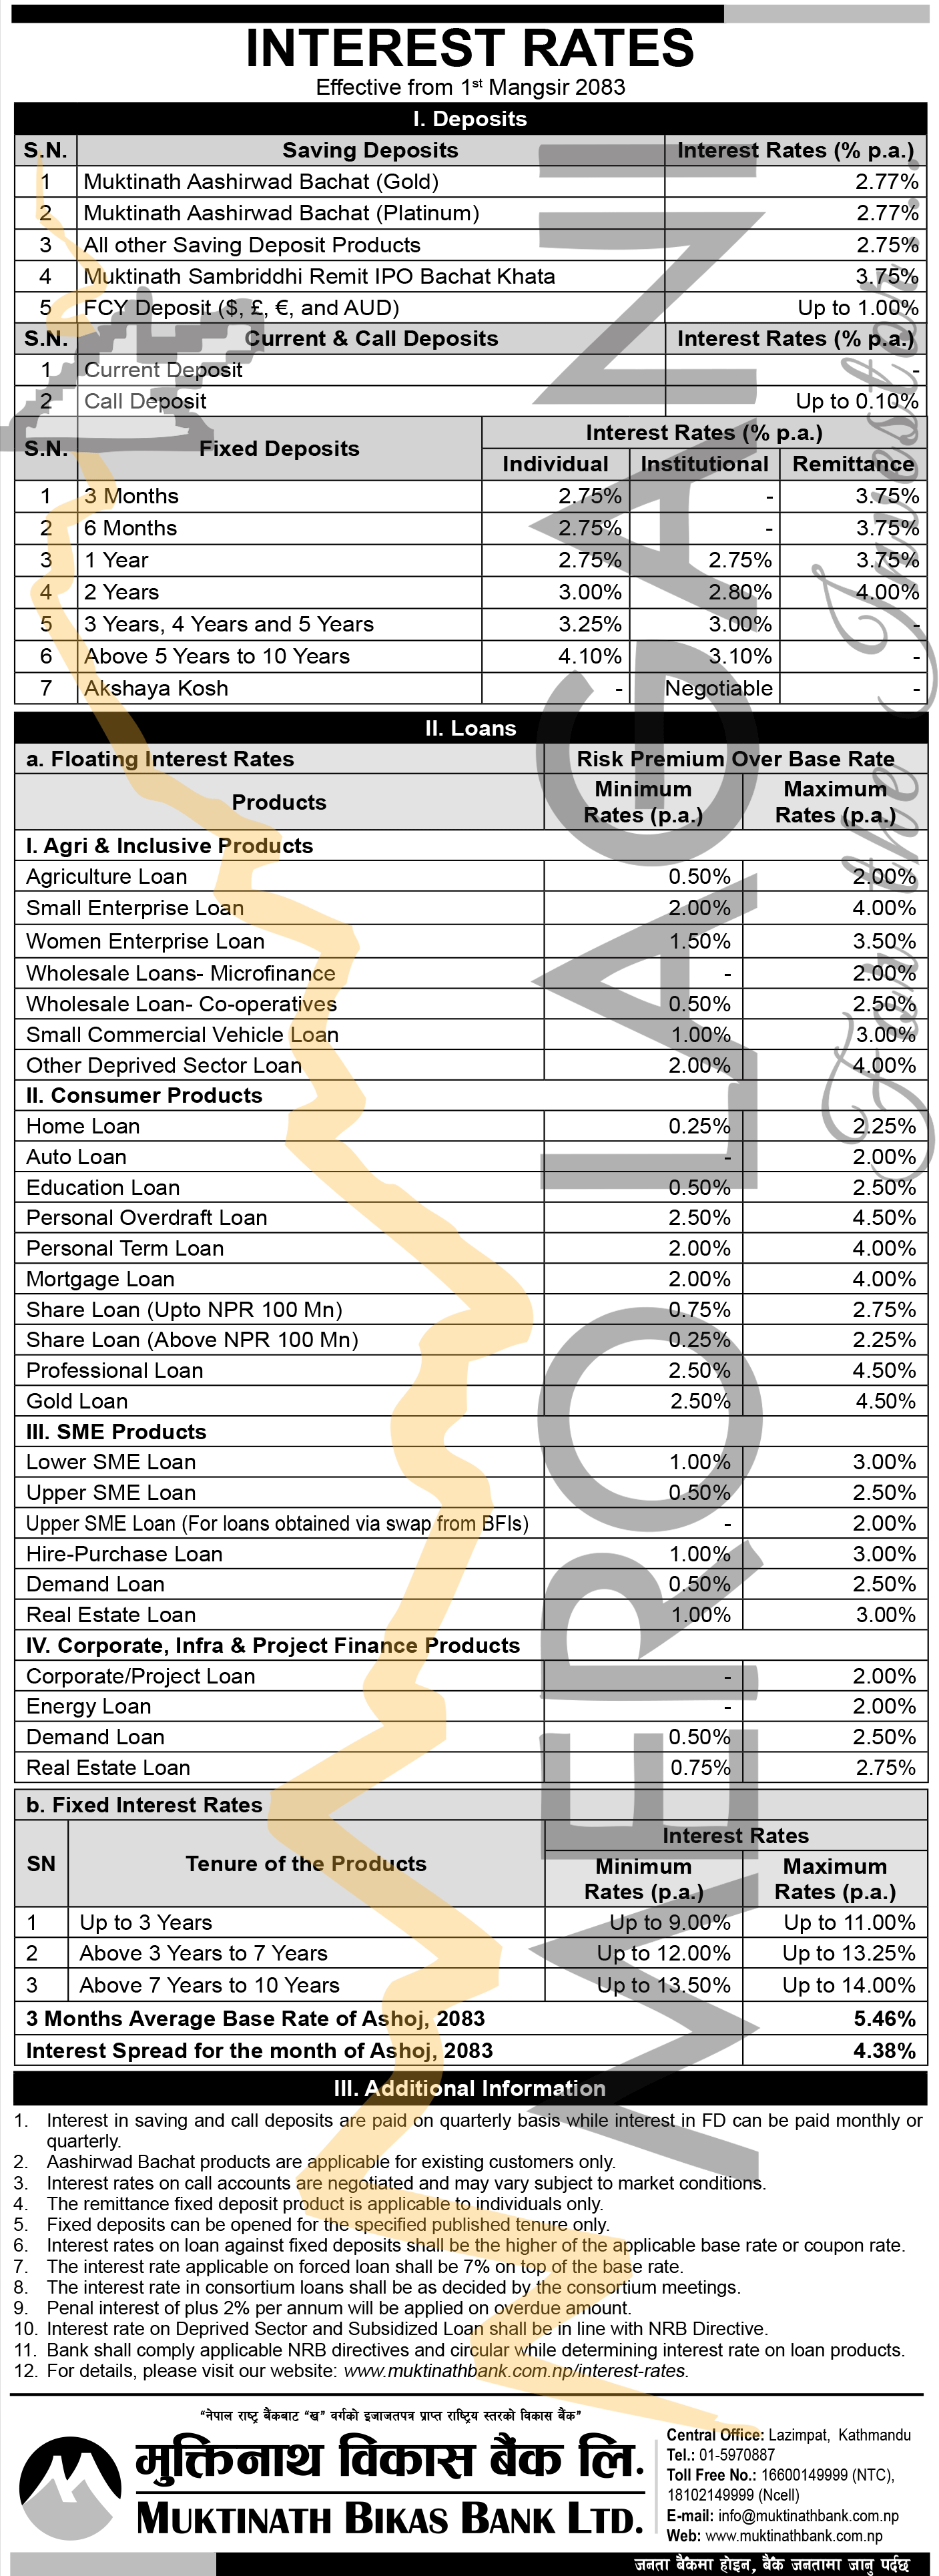 INTEREST RATES
Effective from 1st Mangsir 2083
I. Deposits
S.N. Saving Deposits Interest Rates (% p.a.)
1 Muktinath Aashirwad Bachat (Gold) 2.77%
2 Muktinath Aashirwad Bachat (Platinum) 2.77%
3 All other Saving Deposit Products 2.75%
4 Muktinath Sambriddhi Remit IPO Bachat Khata 3.75%
5 FCY Deposit ($, £, €, and AUD) Up to 1.00%
S.N. Current & Call Deposits Interest Rates (% p.a.)
1 Current Deposit -
2 Call Deposit Up to 0.10%
S.N. Fixed Deposits Interest Rates (% p.a.)
Individual Institutional Remittance
1 3 Months 2.75% - 3.75%
2 6 Months 2.75% - 3.75%
3 1 Year 2.75% 2.75% 3.75%
4 2 Years 3.00% 2.80% 4.00%
5 3 Years, 4 Years and 5 Years 3.25% 3.00% -
6 Above 5 Years to 10 Years 4.10% 3.10% -
7 Akshaya Kosh - Negotiable -
II. Loans
a. Floating Interest Rates Risk Premium Over Base Rate
Products Minimum Rates (p.a.) Maximum Rates (p.a.)
I. Agri & Inclusive Products
Agriculture Loan 0.50% 2.00%
Small Enterprise Loan 2.00% 4.00%
Women Enterprise Loan 1.50% 3.50%
Wholesale Loans- Microfinance - 2.00%
Wholesale Loan- Co-operatives 0.50% 2.50%
Small Commercial Vehicle Loan 1.00% 3.00%
Other Deprived Sector Loan 2.00% 4.00%
II. Consumer Products
Home Loan 0.25% 2.25%
Auto Loan - 2.00%
Education Loan 0.50% 2.50%
Personal Overdraft Loan 2.50% 4.50%
Personal Term Loan 2.00% 4.00%
Mortgage Loan 2.00% 4.00%
Share Loan (Upto NPR 100 Mn) 0.75% 2.75%
Share Loan (Above NPR 100 Mn) 0.25% 2.25%
Professional Loan 2.50% 4.50%
Gold Loan 2.50% 4.50%
III. SME Products
Lower SME Loan 1.00% 3.00%
Upper SME Loan 0.50% 2.50%
Upper SME Loan (For loans obtained via swap from BFIs) - 2.00%
Hire-Purchase Loan 1.00% 3.00%
Demand Loan 0.50% 2.50%
Real Estate Loan 1.00% 3.00%
IV. Corporate, Infra & Project Finance Products
Corporate/Project Loan - 2.00%
Energy Loan - 2.00%
Demand Loan 0.50% 2.50%
Real Estate Loan 0.75% 2.75%
b. Fixed Interest Rates
SN Tenure of the Products Interest Rates
Minimum Rates (p.a.) Maximum Rates (p.a.)
1 Up to 3 Years Up to 9.00% Up to 11.00%
2 Above 3 Years to 7 Years Up to 12.00% Up to 13.25%
3 Above 7 Years to 10 Years Up to 13.50% Up to 14.00%
3 Months Average Base Rate of Ashoj, 2083 5.46%
Interest Spread for the month of Ashoj, 2083 4.38%
III. Additional Information
1. Interest in saving and call deposits are paid on quarterly basis while interest in FD can be paid monthly or
quarterly.
2. Aashirwad Bachat products are applicable for existing customers only.
3. Interest rates on call accounts are negotiated and may vary subject to market conditions.
4. The remittance fixed deposit product is applicable to individuals only.
5. Fixed deposits can be opened for the specified published tenure only.
6. Interest rates on loan against fixed deposits shall be the higher of the applicable base rate or coupon rate.
7. The interest rate applicable on forced loan shall be 7% on top of the base rate.
8. The interest rate in consortium loans shall be as decided by the consortium meetings.
9. Penal interest of plus 2% per annum will be applied on overdue amount.
10. Interest rate on Deprived Sector and Subsidized Loan shall be in line with NRB Directive.
11. Bank shall comply applicable NRB directives and circular while determining interest rate on loan products.
12. For details, please visit our website: www.muktinathbank.com.np/interest-rates.
“नेपाल राष्ट्र बैंकबाट “ख” वर्गको इजाजतपत्र प्राप्त राष्ट्रिय स्तरको विकास बैंक”
मुक्तिनाथ विकास बैंक लि.
MUKTINATH BIKAS BANK LTD.
Central Office: Lazimpat, Kathmandu
Tel.: 01-5970887
Toll Free No.: 16600149999 (NTC),
18102149999 (Ncell)
E-mail: info@muktinathbank.com.np
Web: www.muktinathbank.com.np
जनता बैंकमा होइन, बैंक जनतामा जानु पर्दछ
MERO LAGANI
For the Investor...